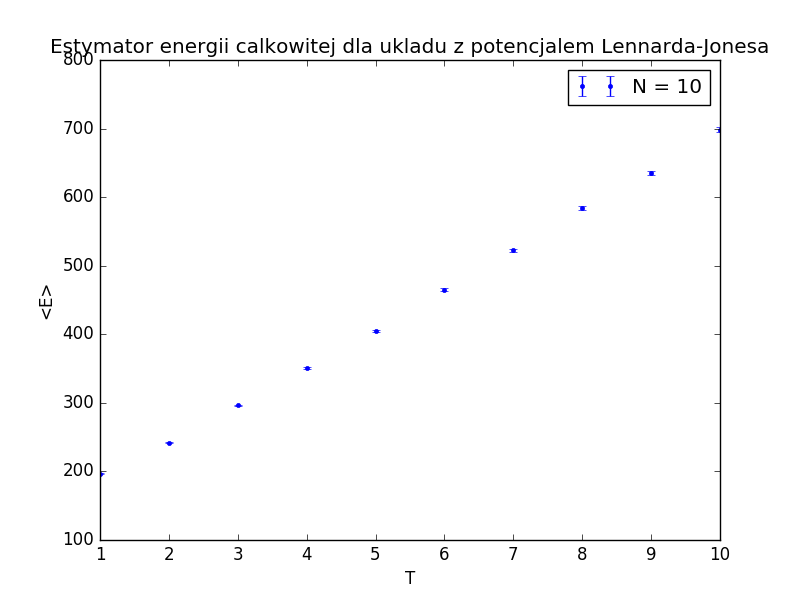 Estymator energii calkowitej dla ukladu z potencjalem Lennarda-Jonesa
800
N = 10
700
600
500
<E>
400
300
200
100
1 2 3 4 5 6 7 8 9 10
T